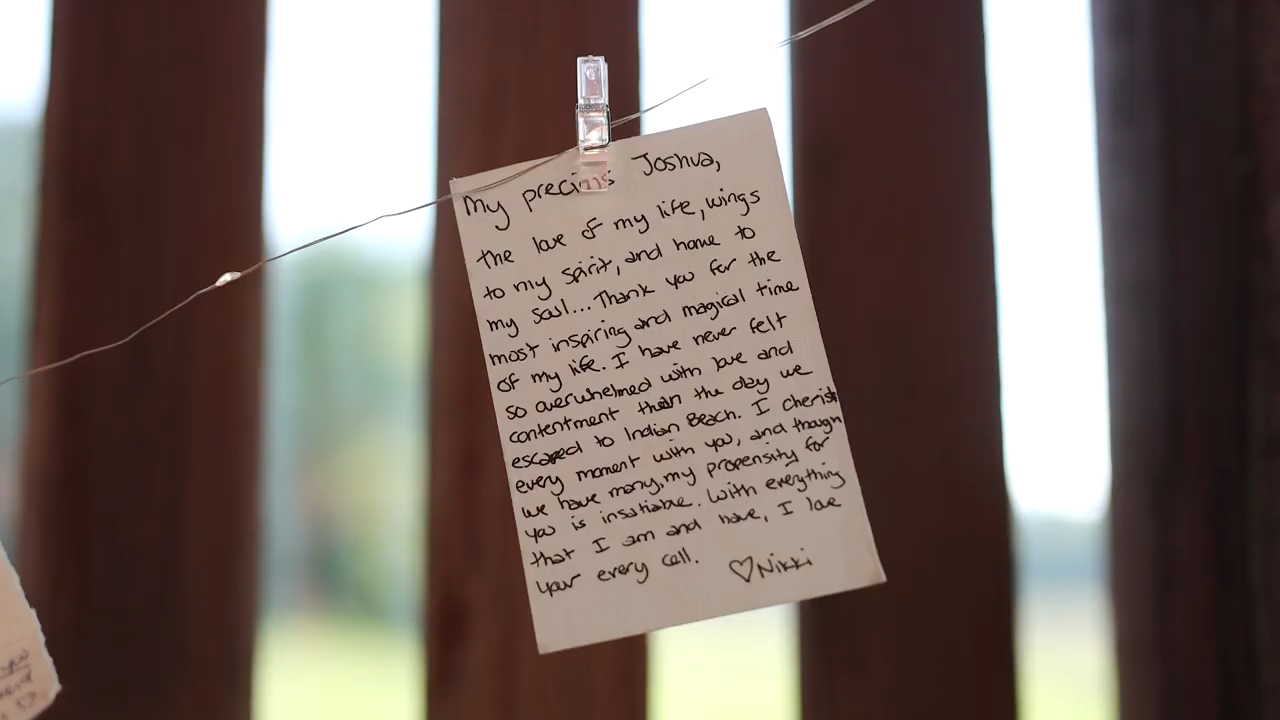 My precious Joshua,
the love of my life, wings
to my spirit, and home to
my soul... Thank you for the
most inspiring and magical time
of my life. I have never felt
so overwhelmed with love and
contentment than the day we
escaped to Indian Beach. I cherish
every moment with you, and though
we have many, my propensity for
you is insatiable. With everything
that I am and have, I love
your every cell. ♡Nikki
you